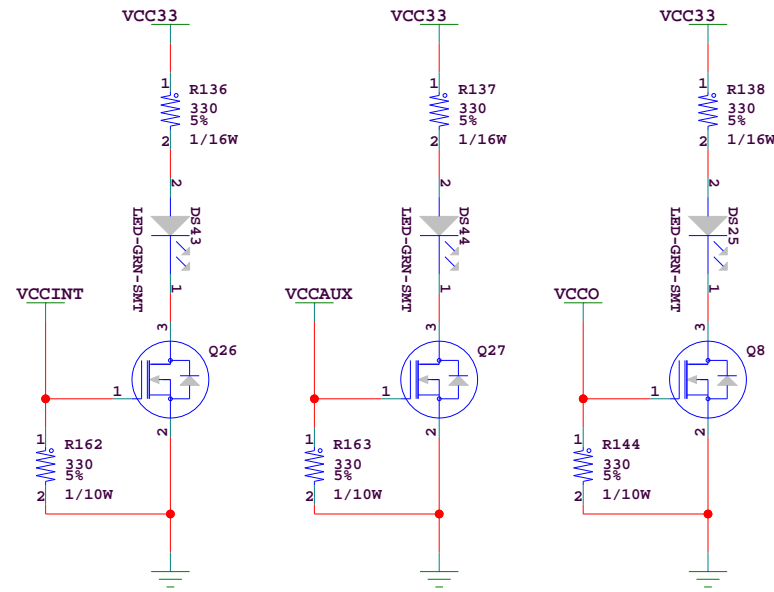 VCC33
1
R136
330
5%
2
1/16W
2
DS43
LED-GRN-SMT
1
VCCINT
3
Q26
1
2
1
R162
330
5%
2
1/10W
VCC33
1
R137
330
5%
2
1/16W
2
DS44
LED-GRN-SMT
1
VCCAUX
3
Q27
1
2
1
R163
330
5%
2
1/10W
VCC33
1
R138
330
5%
2
1/16W
2
DS25
LED-GRN-SMT
1
VCCO
3
Q8
1
2
1
R144
330
5%
2
1/10W